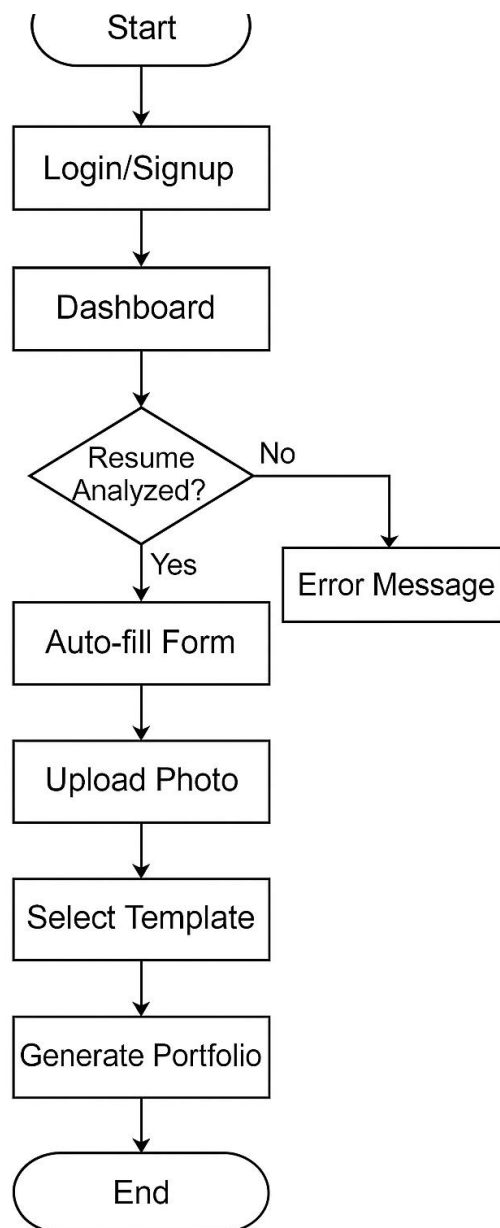 Start
Login/Signup
Dashboard
Resume
Analyzed?
No
Yes
Error Message
Auto-fill Form
Upload Photo
Select Template
Generate Portfolio
End